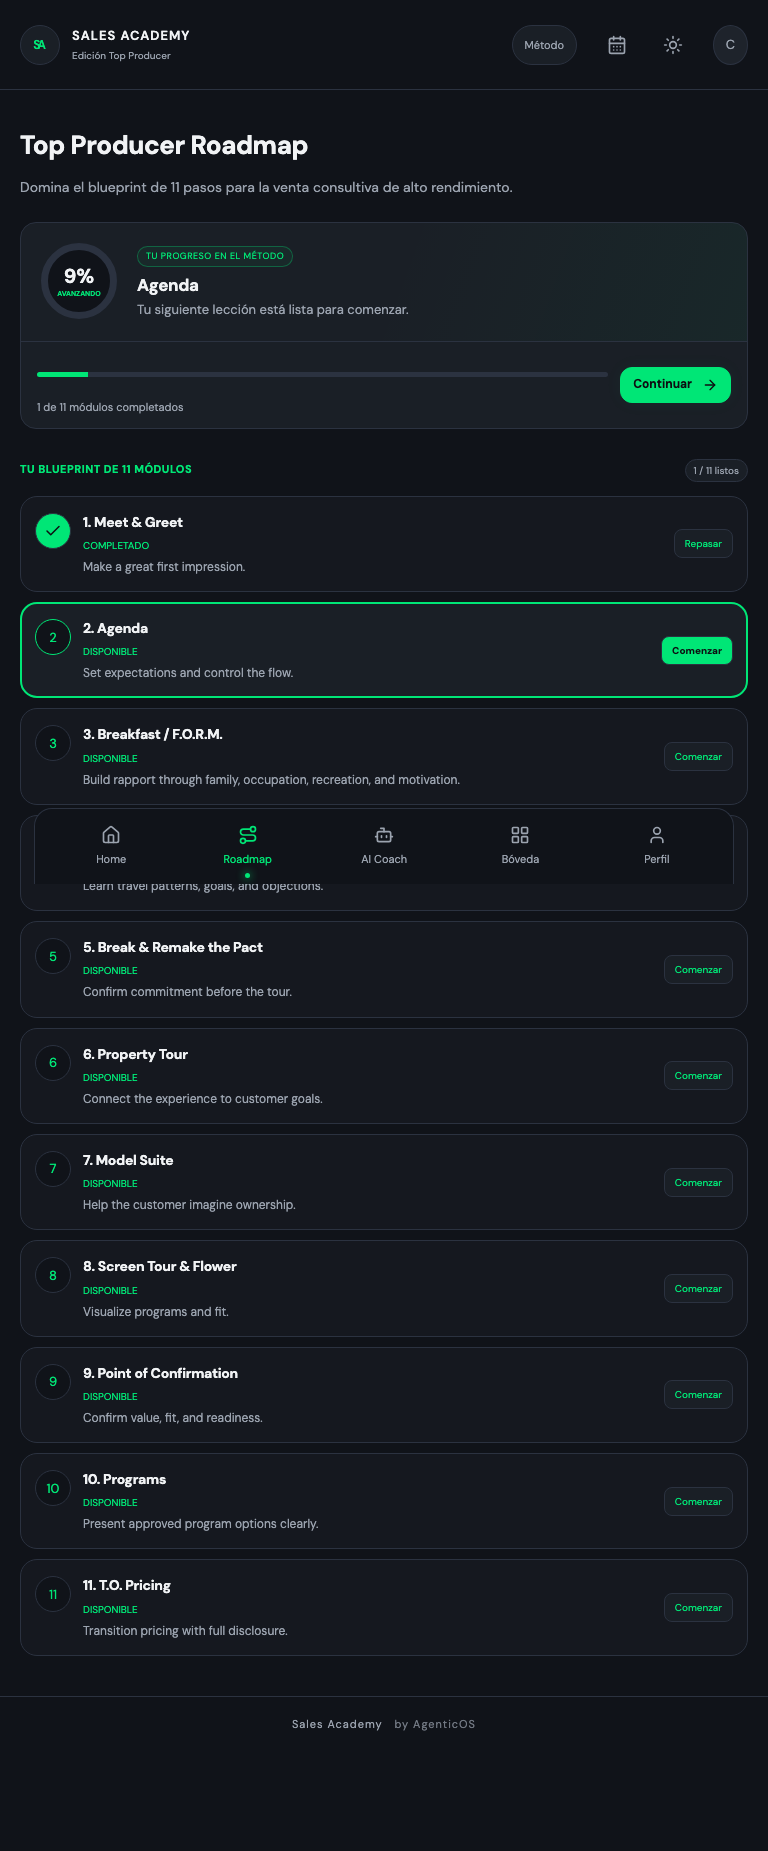 SA
SALES ACADEMY
Edición Top Producer
Método
C
Top Producer Roadmap
Domina el blueprint de 11 pasos para la venta consultiva de alto rendimiento.
9%
AVANZANDO
TU PROGRESO EN EL MÉTODO
Agenda
Tu siguiente lección está lista para comenzar.
1 de 11 módulos completados
Continuar
TU BLUEPRINT DE 11 MÓDULOS
1 / 11 listos
1. Meet & Greet
COMPLETADO
Make a great first impression.
Repasar
2
2. Agenda
DISPONIBLE
Set expectations and control the flow.
Comenzar
3
3. Breakfast / F.O.R.M.
DISPONIBLE
Build rapport through family, occupation, recreation, and motivation.
Comenzar
Home
Roadmap
AI Coach
Bóveda
Perfil
Learn travel patterns, goals, and objections.
5
5. Break & Remake the Pact
DISPONIBLE
Confirm commitment before the tour.
Comenzar
6
6. Property Tour
DISPONIBLE
Connect the experience to customer goals.
Comenzar
7
7. Model Suite
DISPONIBLE
Help the customer imagine ownership.
Comenzar
8
8. Screen Tour & Flower
DISPONIBLE
Visualize programs and fit.
Comenzar
9
9. Point of Confirmation
DISPONIBLE
Confirm value, fit, and readiness.
Comenzar
10
10. Programs
DISPONIBLE
Present approved program options clearly.
Comenzar
11
11. T.O. Pricing
DISPONIBLE
Transition pricing with full disclosure.
Comenzar
Sales Academy by AgenticOS